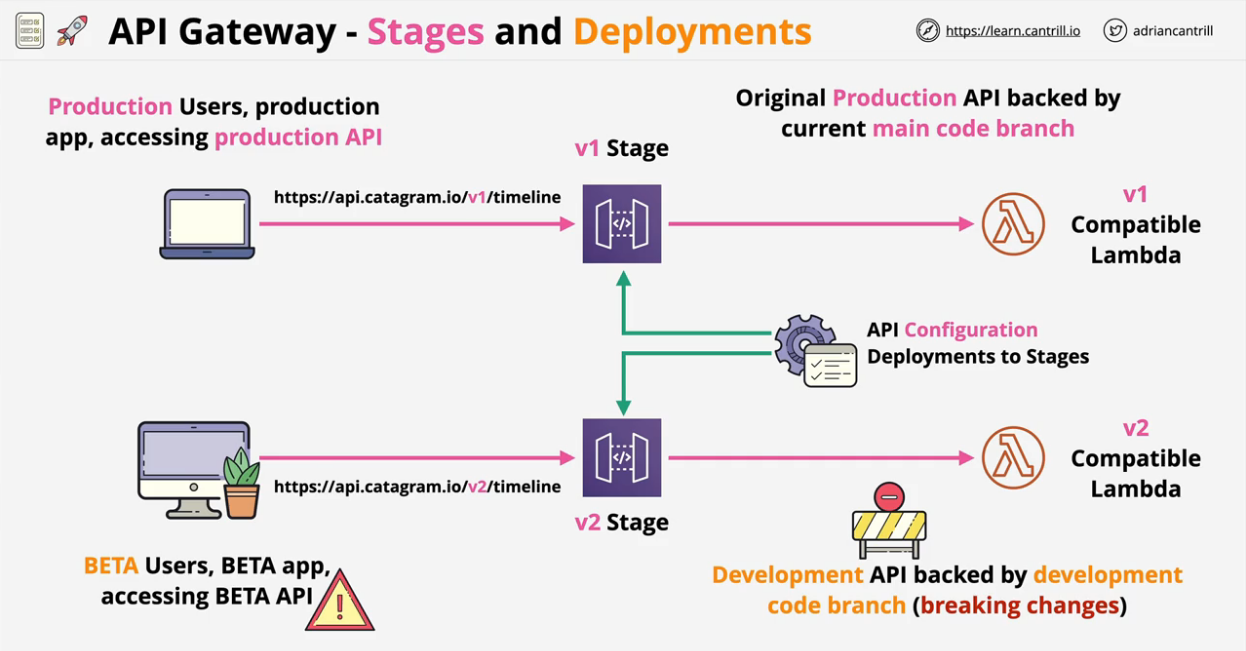 API Gateway - Stages and Deployments
https://learn.cantrill.io
adriancantrill
Production Users, production
app, accessing production API
Original Production API backed by
current main code branch
v1 Stage
https://api.catagram.io/v1/timeline
v1
Compatible
Lambda
API Configuration
Deployments to Stages
https://api.catagram.io/v2/timeline
v2 Stage
v2
Compatible
Lambda
BETA Users, BETA app,
accessing BETA API
Development API backed by development
code branch (breaking changes)